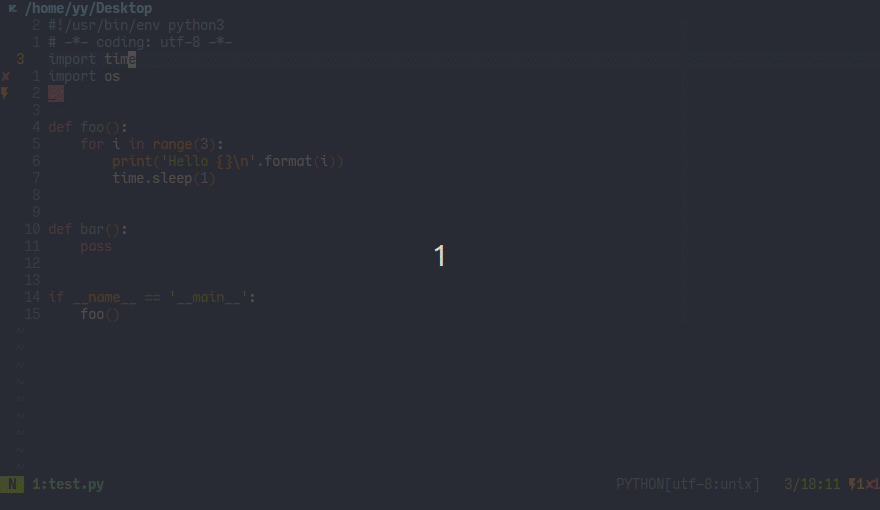 /home/yy/Desktop
2 #!/usr/bin/env python3
1 # -*- coding: utf-8 -*-
3 import time
✗ 1 import os
2 >>
3
4 def foo():
5 for i in range(3):
6 print('Hello {}\n'.format(i))
7 time.sleep(1)
8
9
10 def bar():
11 pass
12
13
14 if __name__ == '__main__':
15 foo()
~
~
~
~
~
~
~
~
~
N 1:test.py PYTHON[utf-8:unix] 3/18:11 ⚡1✗1
1